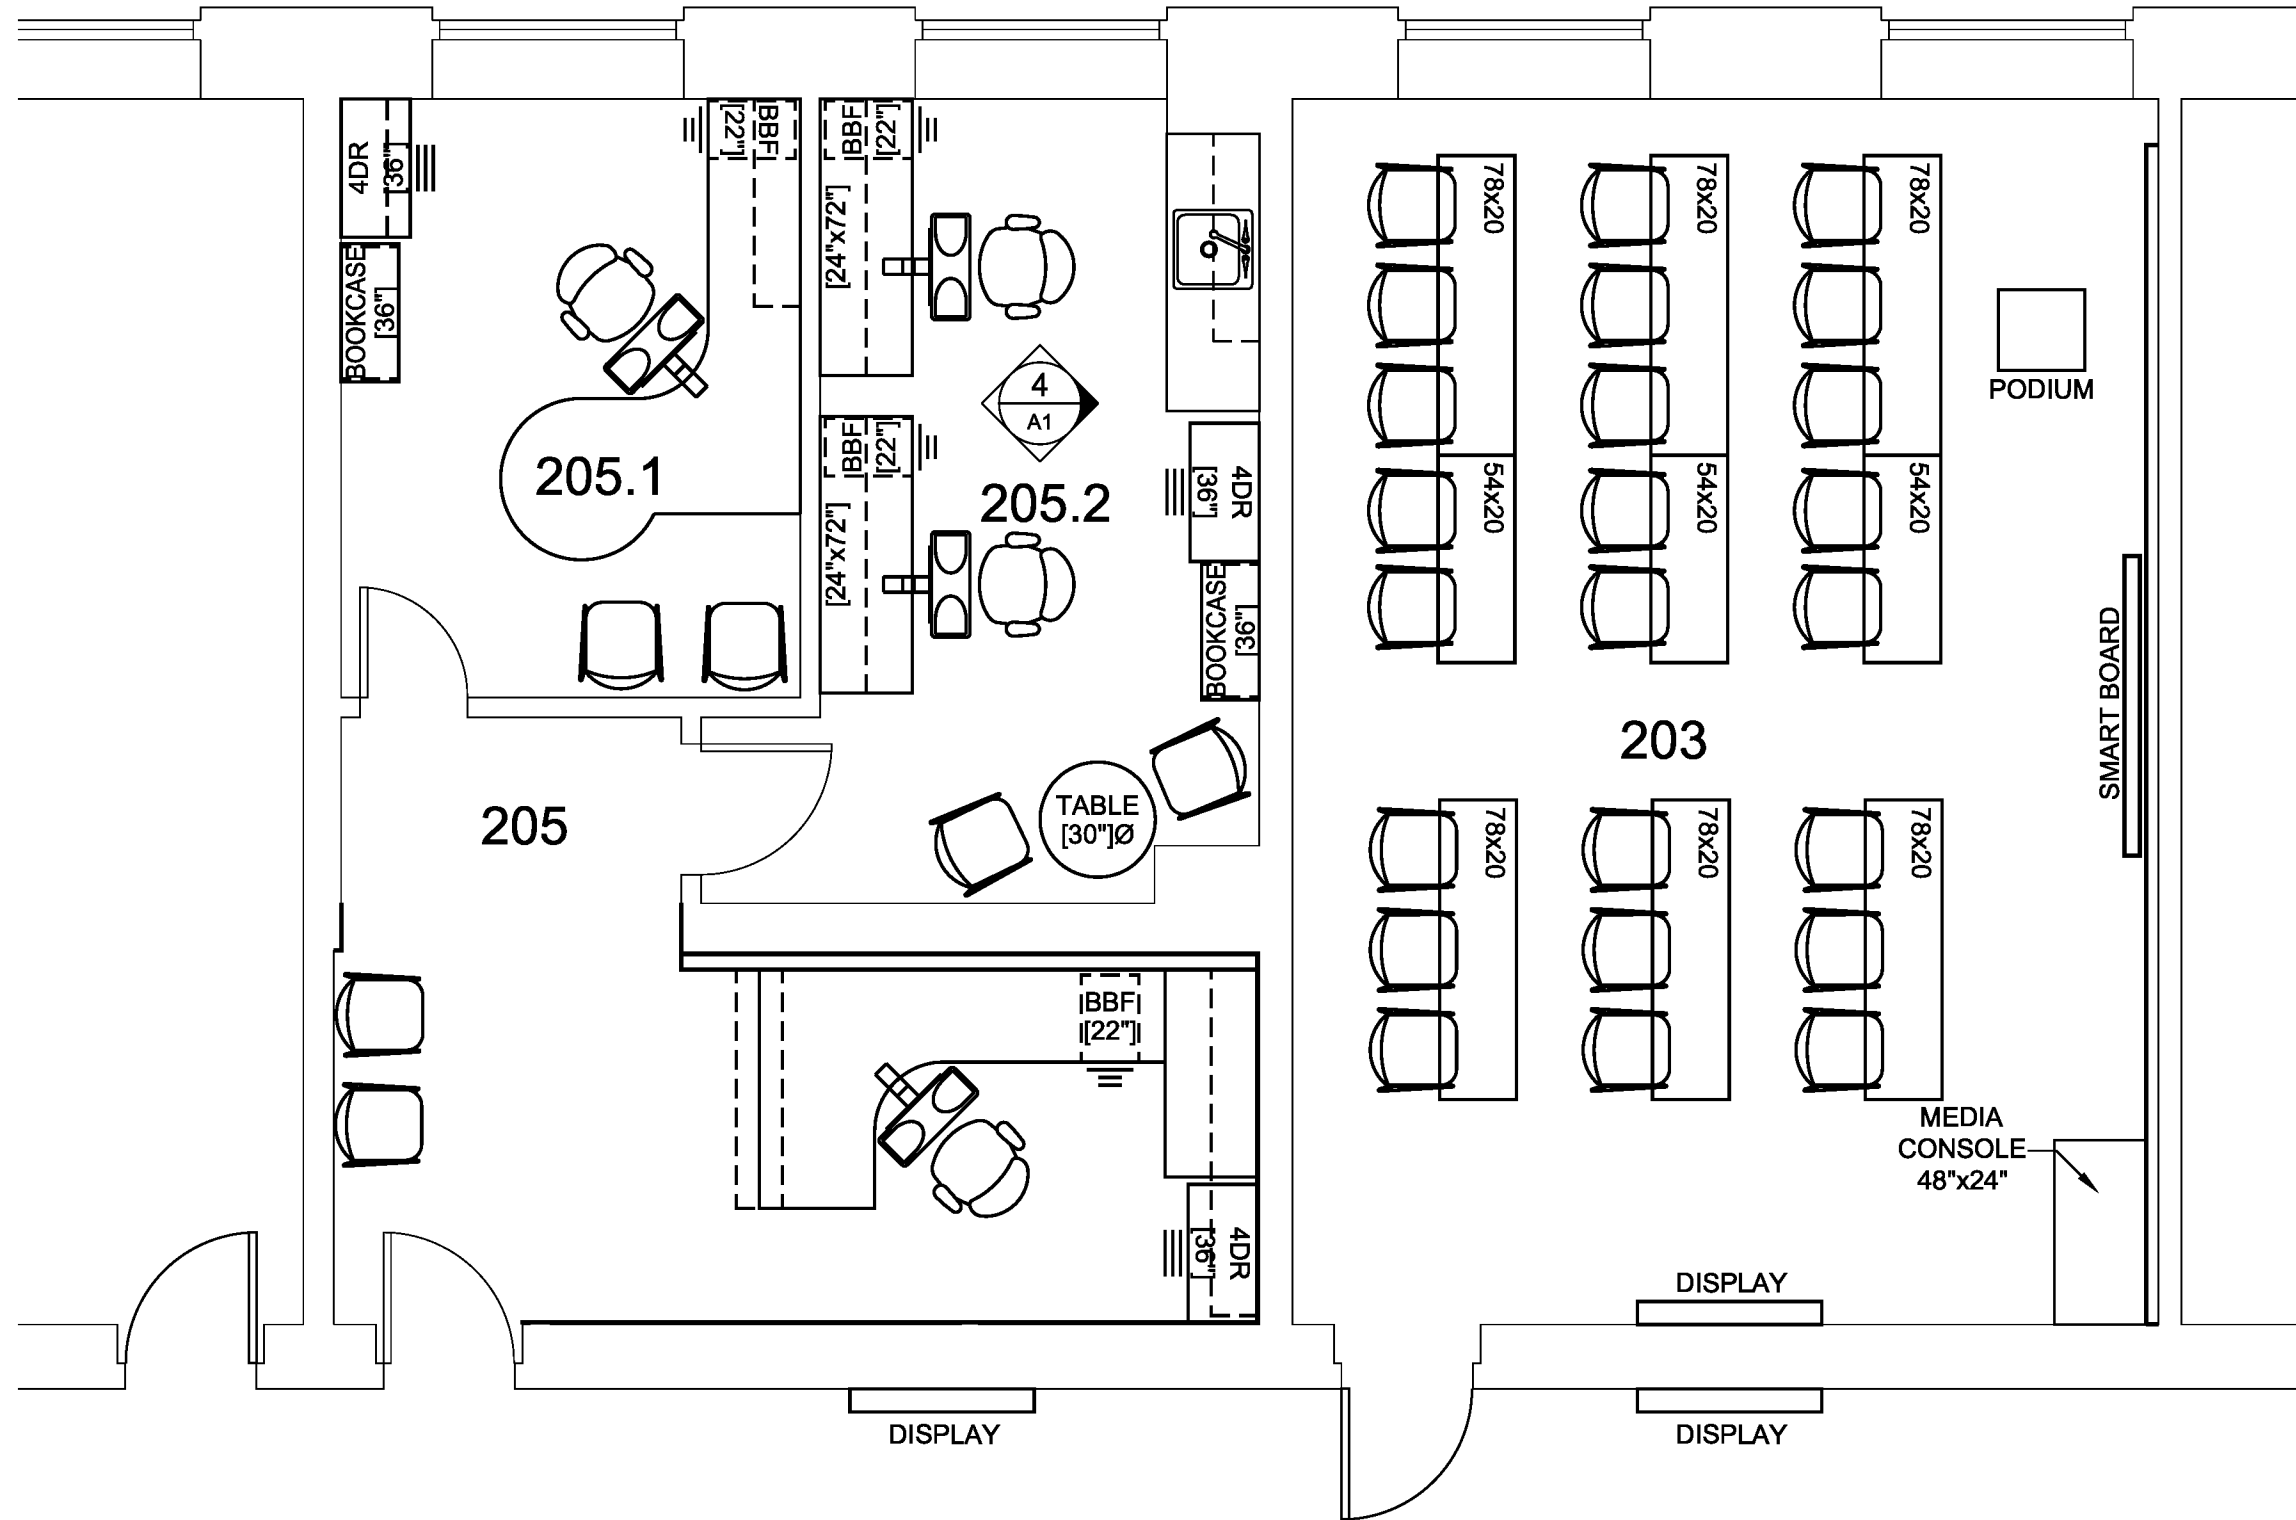 4DR
[36"]
BOOKCASE
[36"]
BBF
[22"]
205.1
BBF
[22"]
[24"x72"]
BBF
[22"]
[24"x72"]
4
A1
205.2
4DR
[36"]
BOOKCASE
[36"]
TABLE
[30"]Ø
205
BBF
[22"]
4DR
[36"]
DISPLAY
78x20
78x20
78x20
54x20
54x20
54x20
PODIUM
203
SMART BOARD
78x20
78x20
78x20
MEDIA
CONSOLE
48"x24"
DISPLAY
DISPLAY